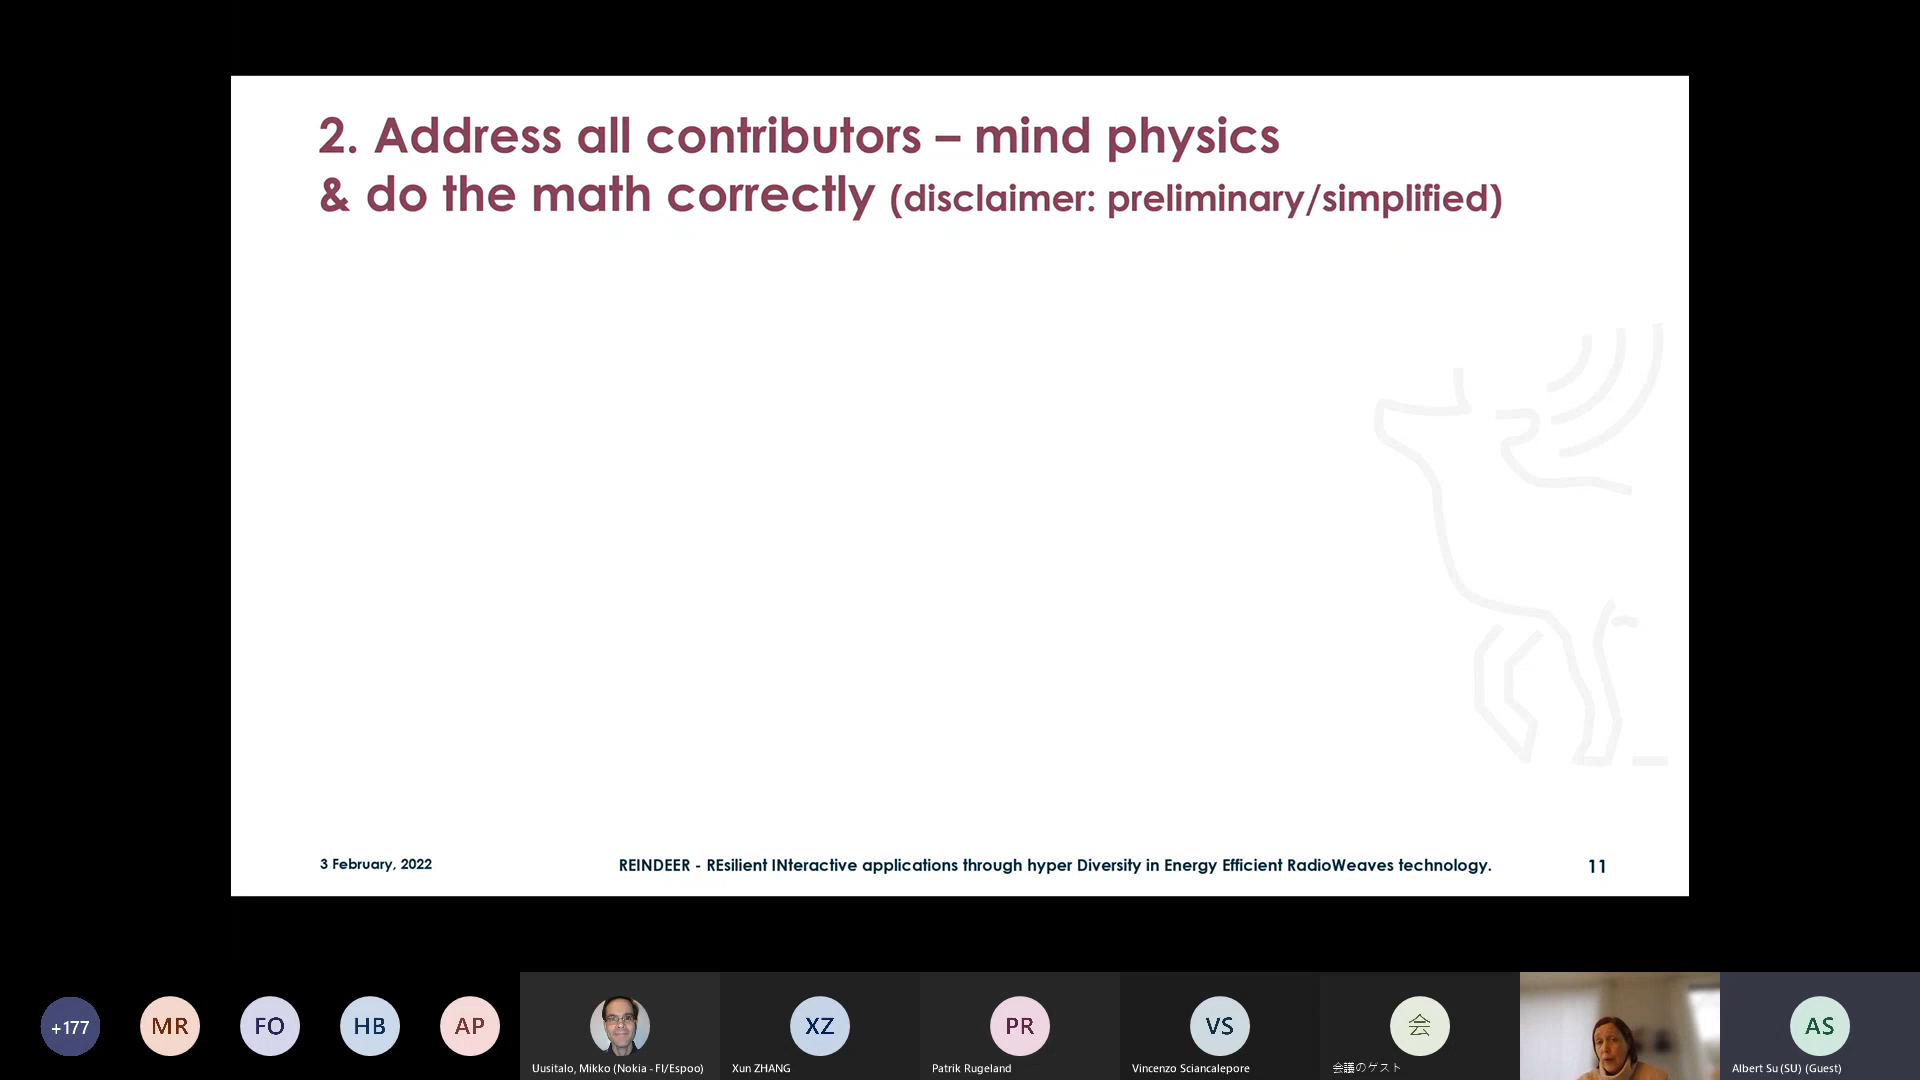 2. Address all contributors – mind physics
& do the math correctly (disclaimer: preliminary/simplified)
3 February, 2022
REINDEER - REsilient INteractive applications through hyper Diversity in Energy Efficient RadioWeaves technology.
11
+177
MR
FO
HB
AP
XZ
PR
VS
会
AS
Uusitalo, Mikko (Nokia - FI/Espoo)
Xun ZHANG
Patrik Rugeland
Vincenzo Sciancalepore
会議のゲスト
Albert Su (SU) (Guest)